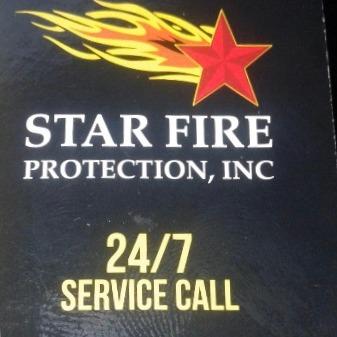 STAR FIRE
PROTECTION, INC
24/7
SERVICE CALL